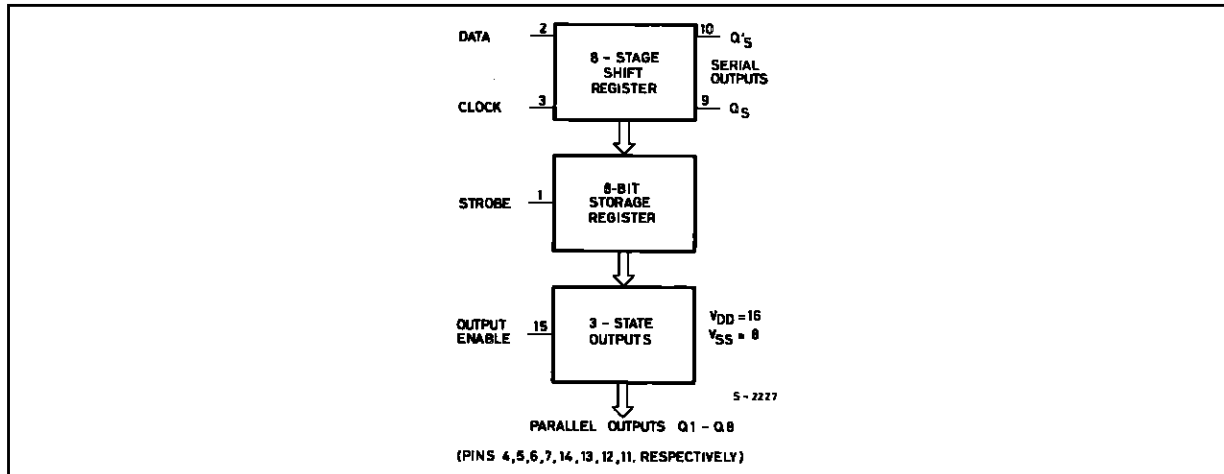 DATA 2
10 Q'S
8 - STAGE
SHIFT
REGISTER
SERIAL
OUTPUTS
CLOCK 3
9 QS
STROBE 1
8-BIT
STORAGE
REGISTER
OUTPUT
ENABLE
15
3 - STATE
OUTPUTS
VDD = 16
VSS = 8
S-2227
PARALLEL OUTPUTS Q1 - Q8
(PINS 4,5,6,7,14,13,12,11, RESPECTIVELY)